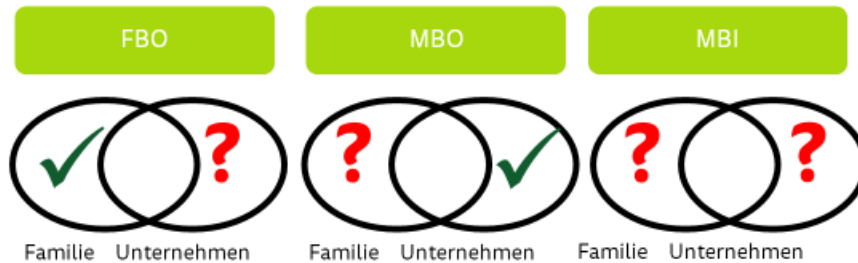 FBO MBO MBI
? ? ?
?
Familie Unternehmen Familie Unternehmen Familie Unternehmen